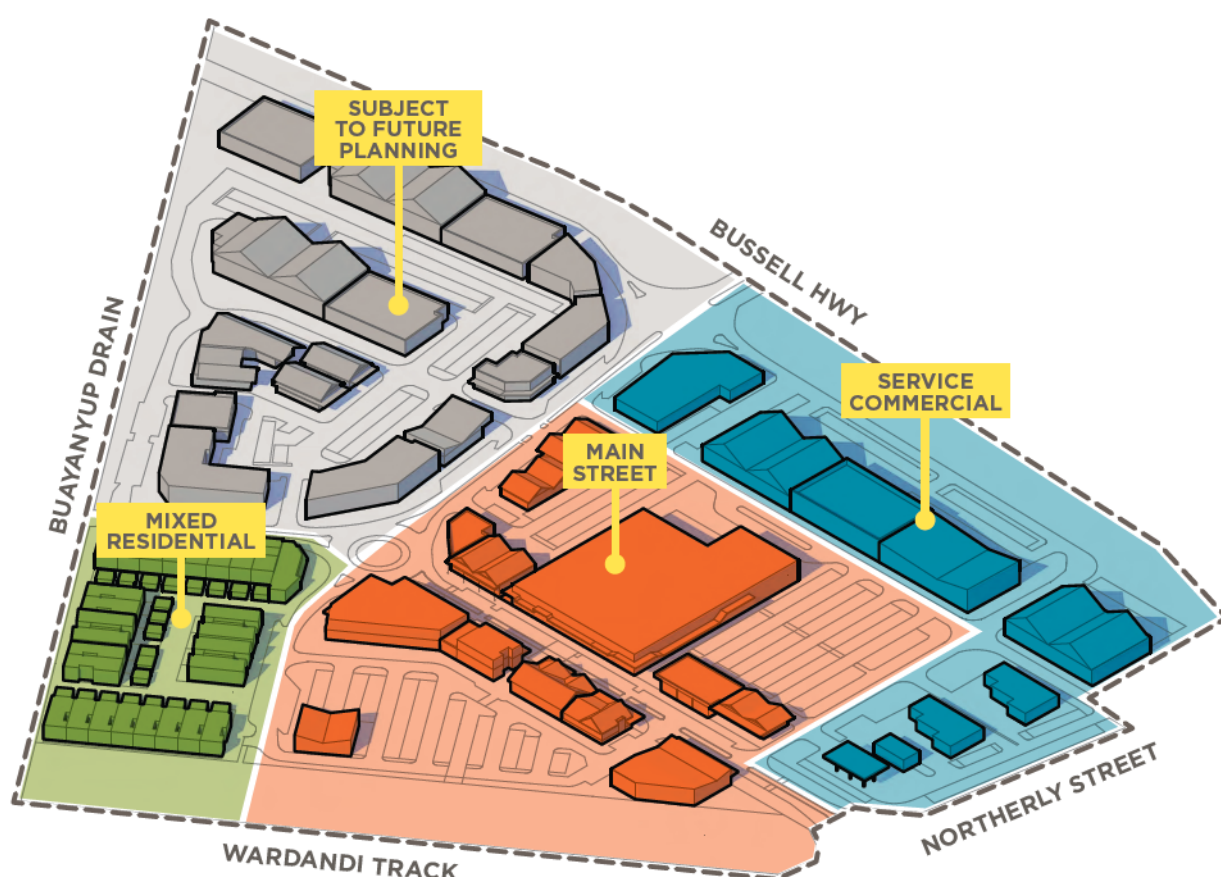 SUBJECT
TO FUTURE
PLANNING
BUSSELL HWY
BUAYANYUP DRAIN
SERVICE
COMMERCIAL
MAIN
STREET
MIXED
RESIDENTIAL
NORTHERLY STREET
WARDANDI TRACK